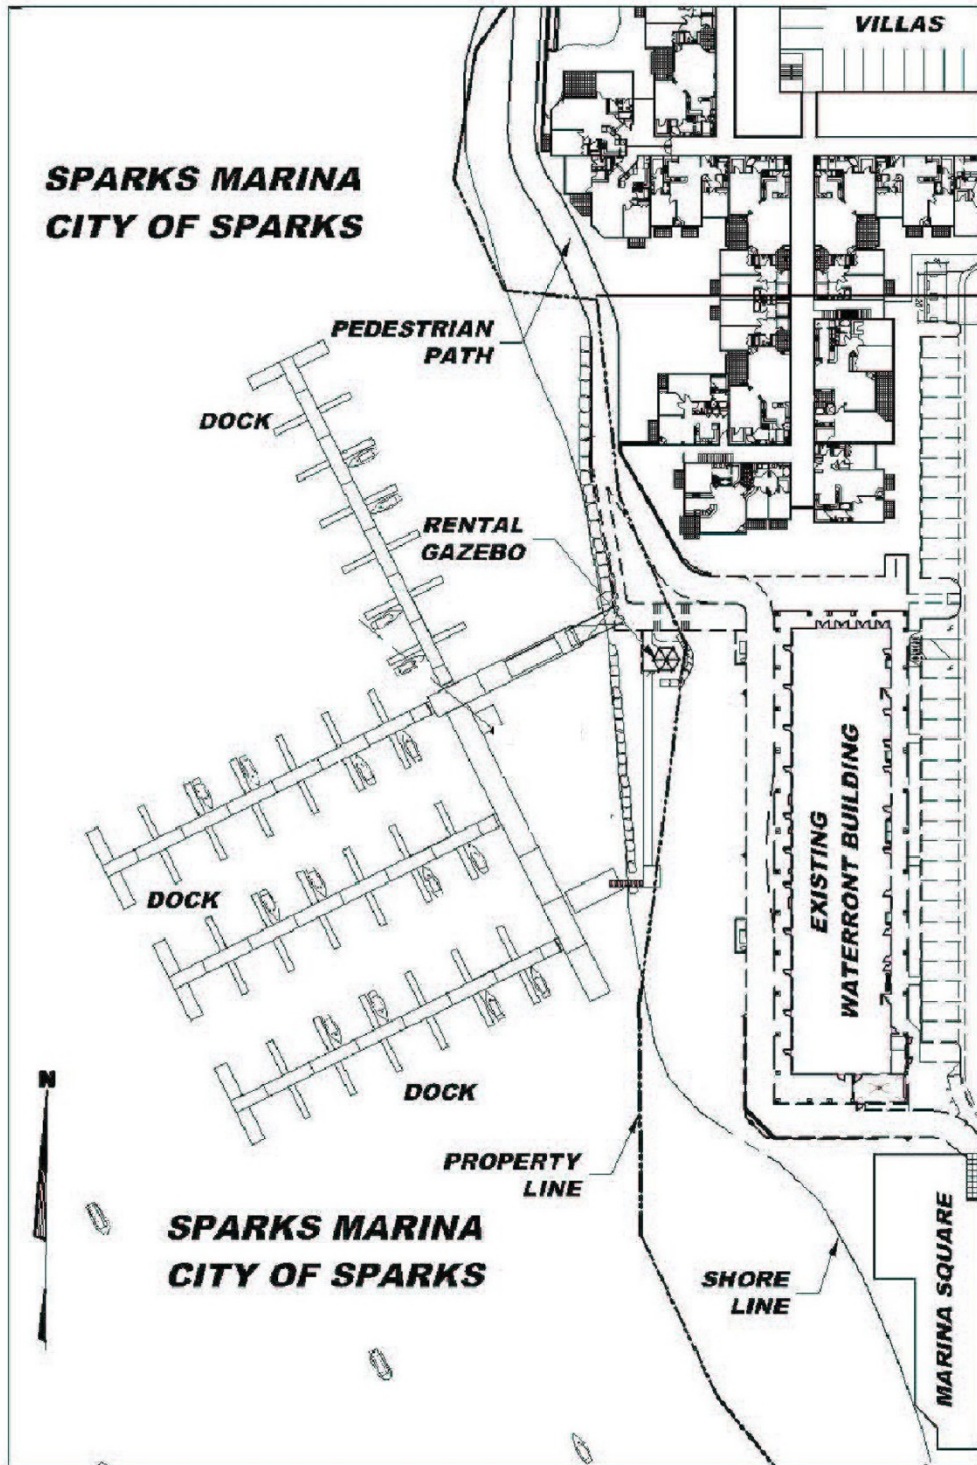 VILLAS
SPARKS MARINA
CITY OF SPARKS
PEDESTRIAN
PATH
DOCK
RENTAL
GAZEBO
DOCK
EXISTING
WATERFRONT BUILDING
DOCK
N
PROPERTY
LINE
SPARKS MARINA
CITY OF SPARKS
SHORE
LINE
MARINA SQUARE